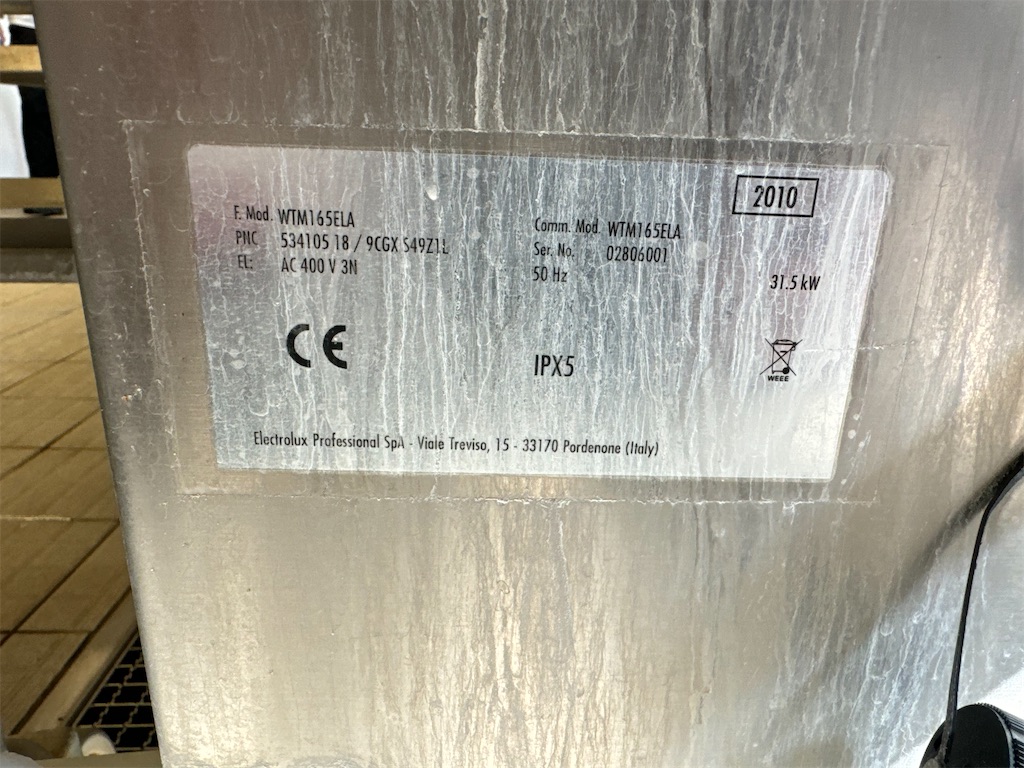 2010
F. Mod. WTM165ELA
Comm. Mod. WTM165ELA
PNC 534105 18 / 9CGX S49Z1L
Ser. No. 02806001
EL: AC 400 V 3N
50 Hz
31.5 kW
CE
IPX5
WEEE
Electrolux Professional SpA - Viale Treviso, 15 - 33170 Pordenone (Italy)